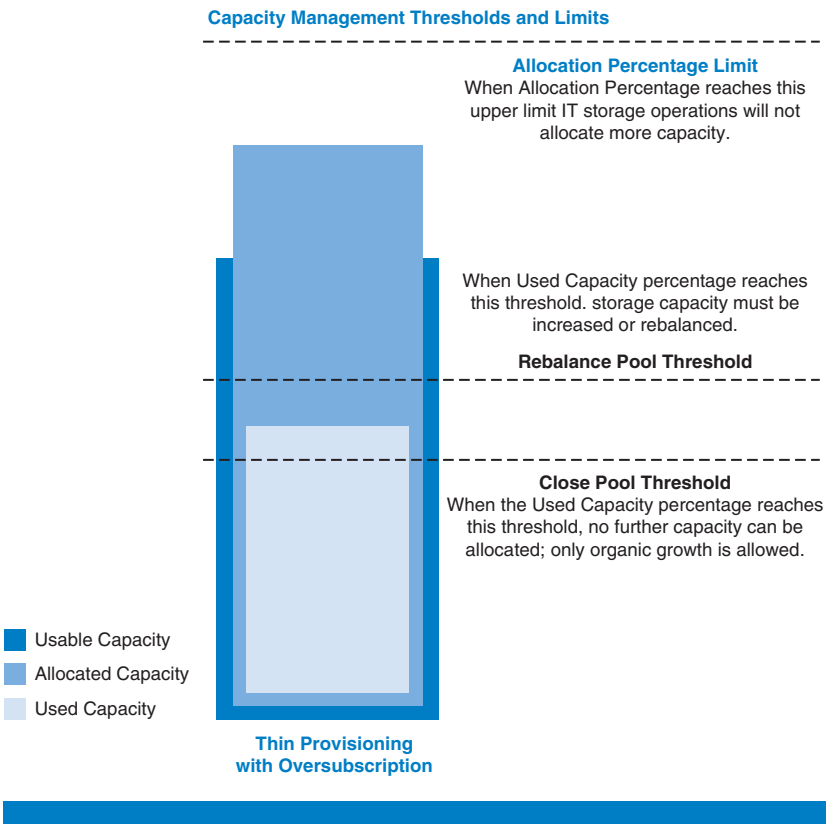 Capacity Management Thresholds and Limits
Allocation Percentage Limit
When Allocation Percentage reaches this
upper limit IT storage operations will not
allocate more capacity.
When Used Capacity percentage reaches
this threshold. storage capacity must be
increased or rebalanced.
Rebalance Pool Threshold
Close Pool Threshold
When the Used Capacity percentage reaches
this threshold, no further capacity can be
allocated; only organic growth is allowed.
Usable Capacity
Allocated Capacity
Used Capacity
Thin Provisioning
with Oversubscription